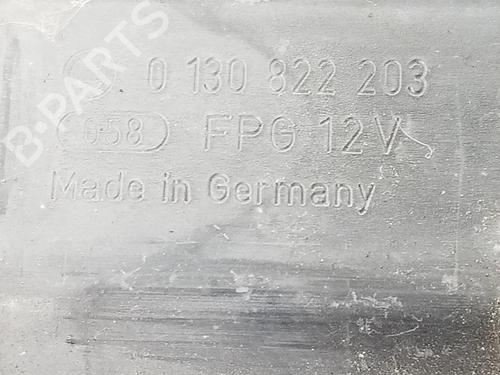 B-PARTS
0 130 822 203
058 FPG 12V
Made in Germany